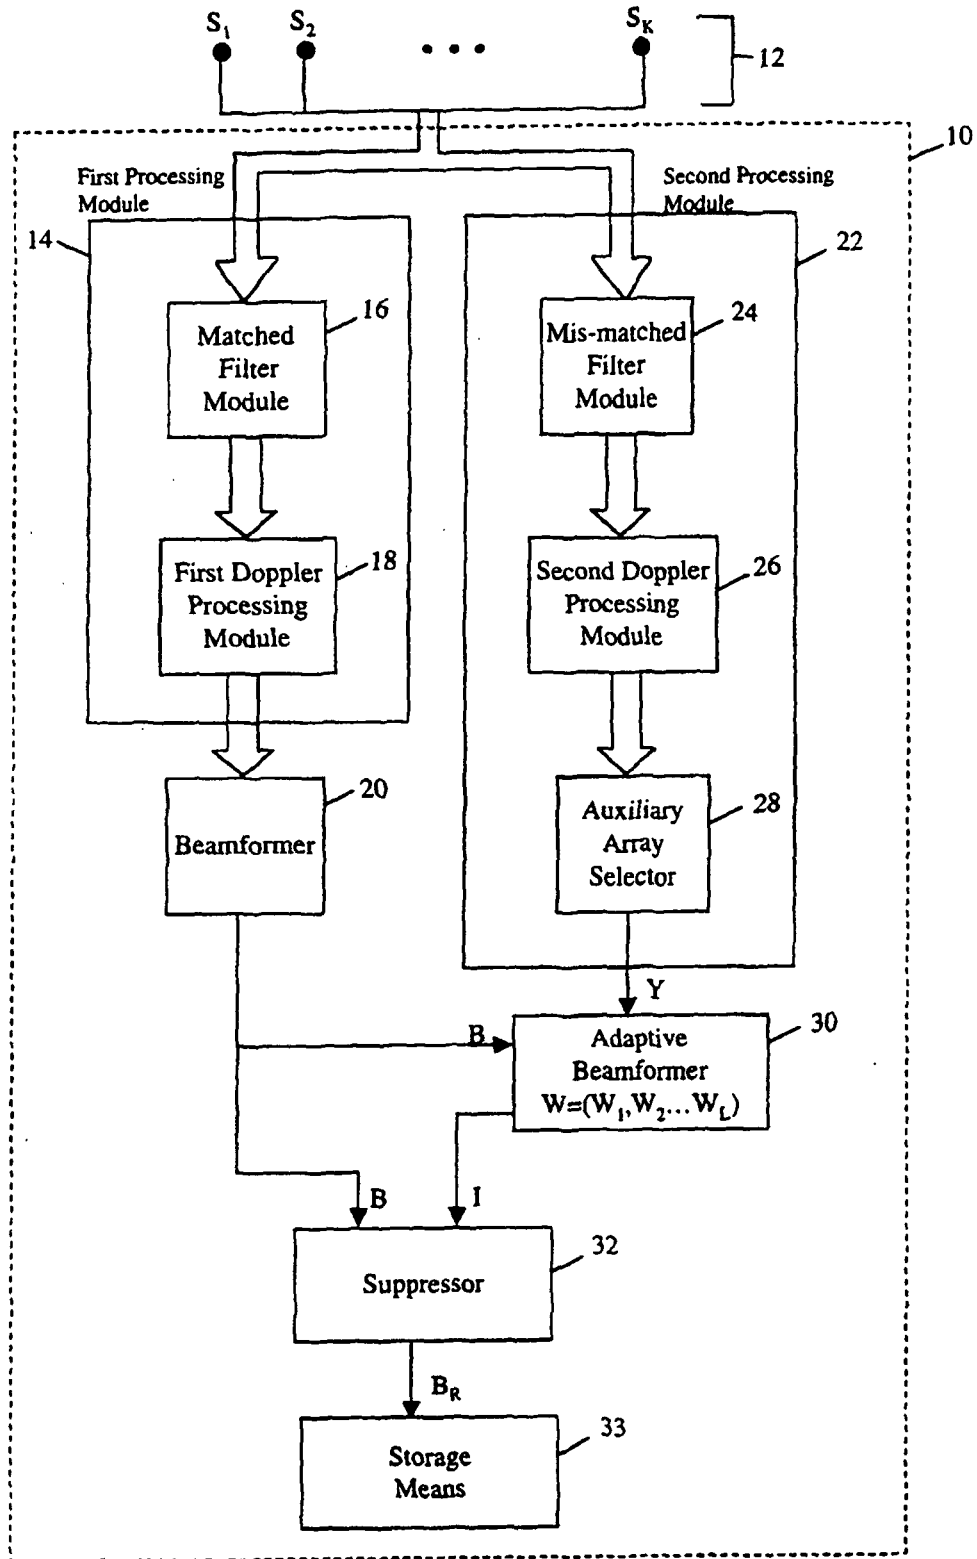 S1 S2 • • • SK
12
10
First Processing
Module
Second Processing
Module
14
22
16
Matched
Filter
Module
24
Mis-matched
Filter
Module
18
First Doppler
Processing
Module
26
Second Doppler
Processing
Module
20
Beamformer
28
Auxiliary
Array
Selector
Y
B
30
Adaptive
Beamformer
W=(W1,W2...WL)
B
I
32
Suppressor
BR
33
Storage
Means